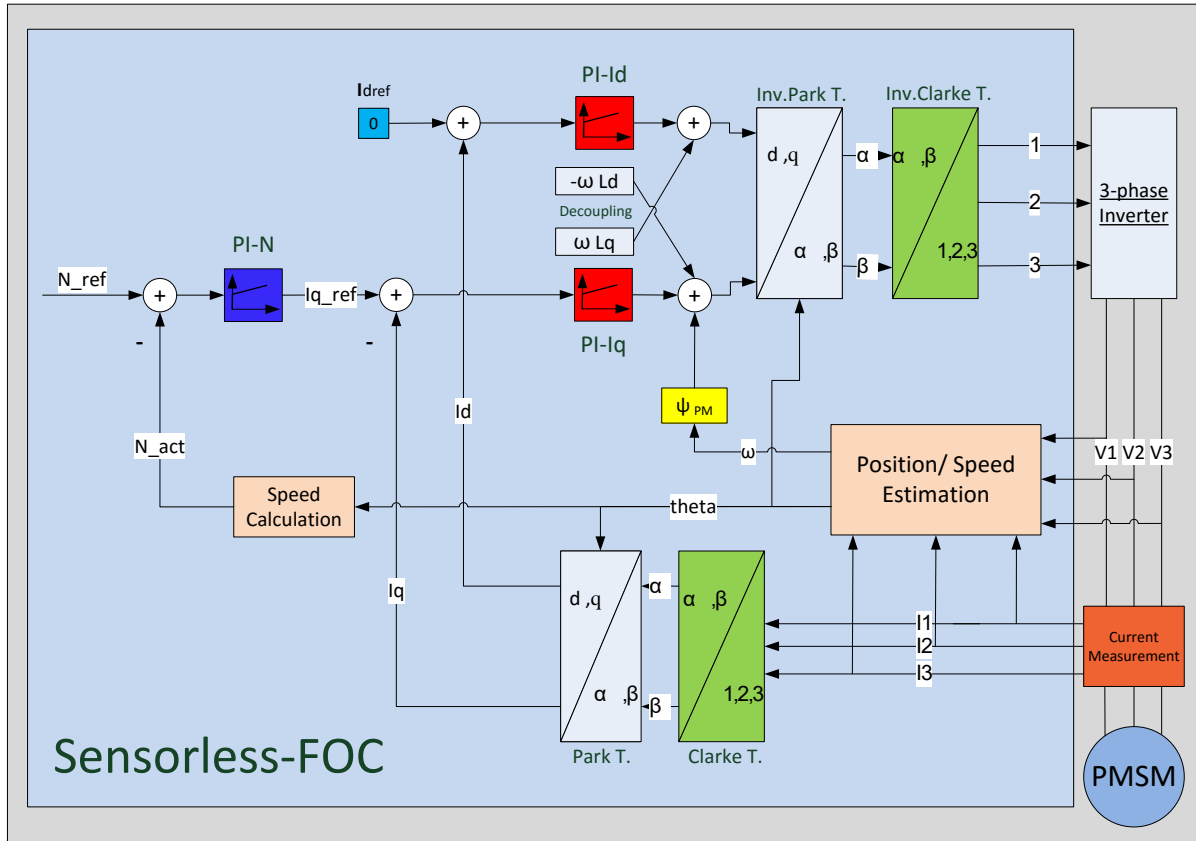 PI-Id
Inv.Park T.
Inv.Clarke T.
Idref
0
+
+
d ,q
α ,β
α
β
α ,β
1,2,3
1
2
3
3-phase
Inverter
-ω Ld
Decoupling
ω Lq
PI-N
N_ref
+
-
Iq_ref
+
-
PI-Iq
+
ψ PM
ω
Id
N_act
Position/ Speed
Estimation
V1
V2
V3
Speed
Calculation
theta
Iq
d ,q
α ,β
α
β
α ,β
1,2,3
I1
I2
I3
Current
Measurement
Park T.
Clarke T.
Sensorless-FOC
PMSM